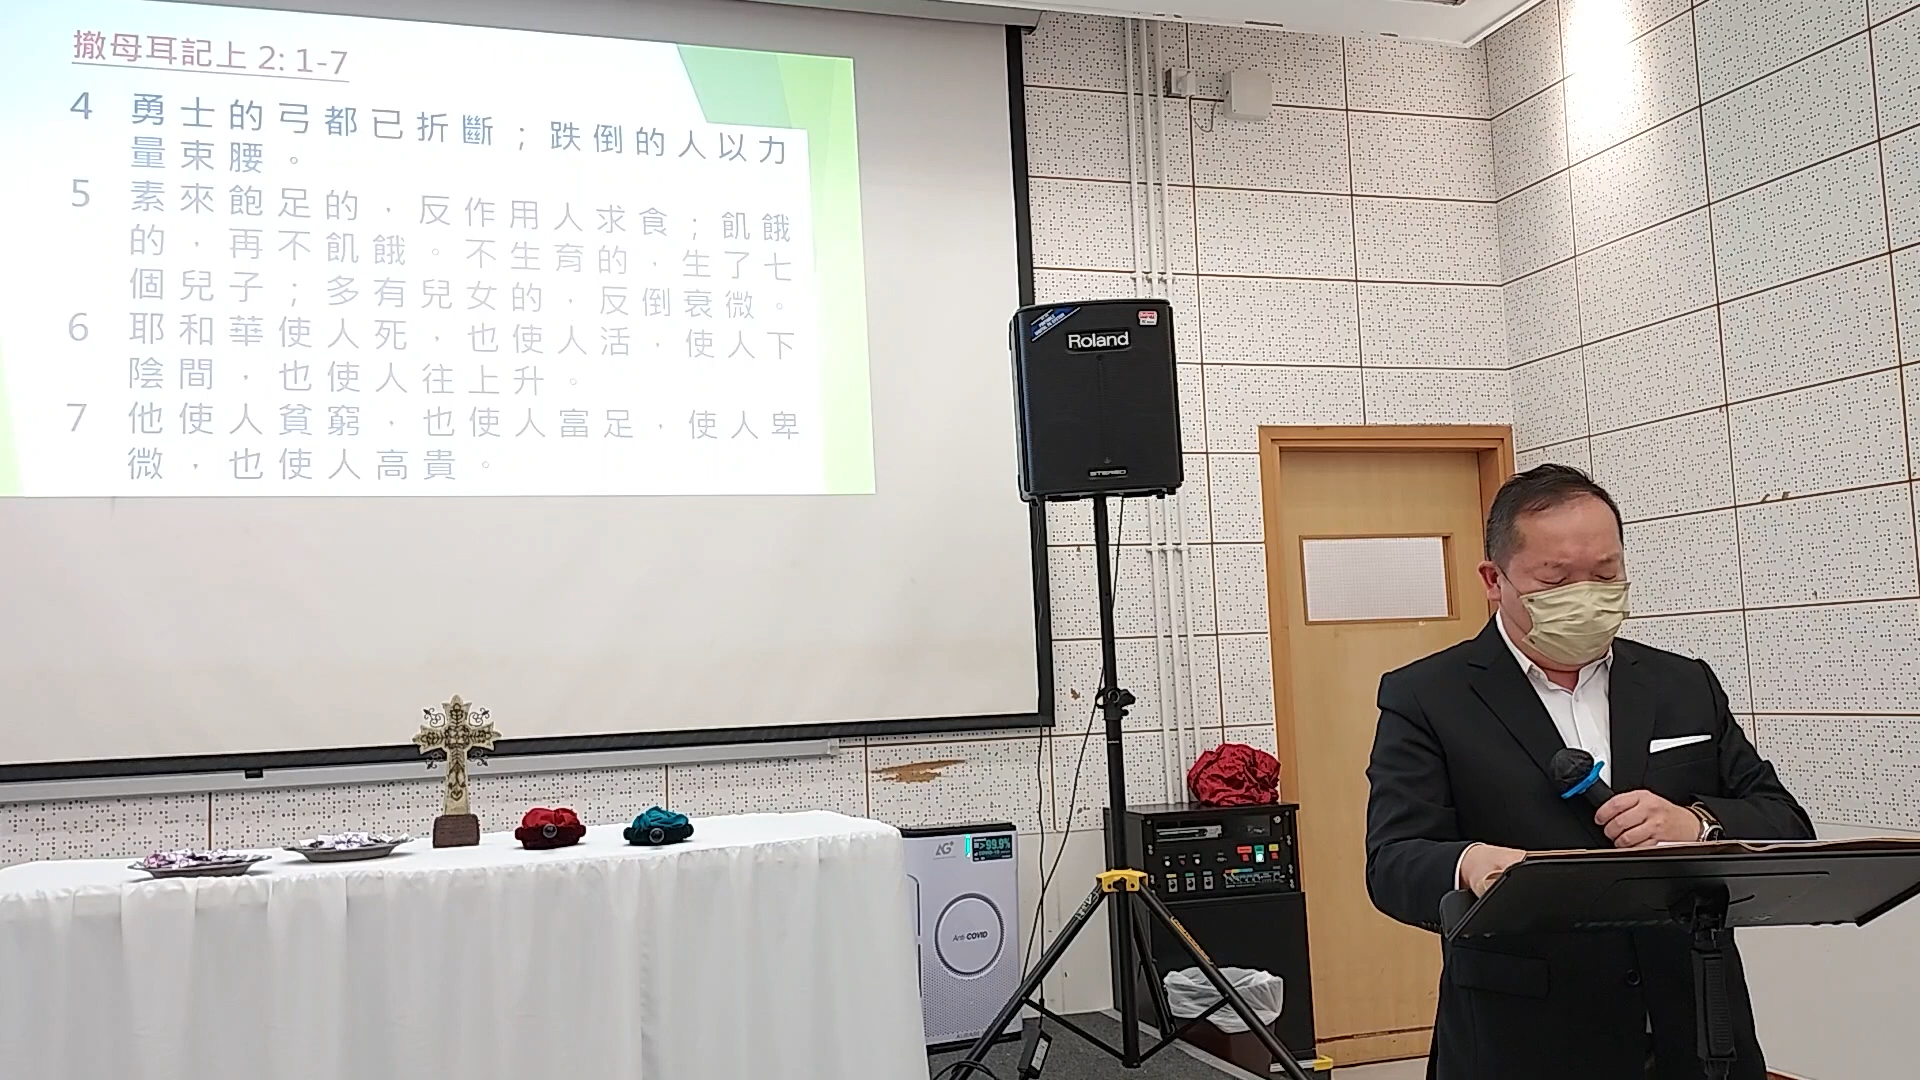 撒母耳記上 2: 1-7
4 勇士的弓都已折斷；跌倒的人以力
量束腰。
5 素來飽足的，反作用人求食；飢餓
的，再不飢餓。不生育的，生了七
個兒子；多有兒女的，反倒衰微。
6 耶和華使人死，也使人活，使人下
陰間，也使人往上升。
7 他使人貧窮，也使人富足，使人卑
微，也使人高貴。
Roland
STEREO
AG+
>99.9%
Anti COVID